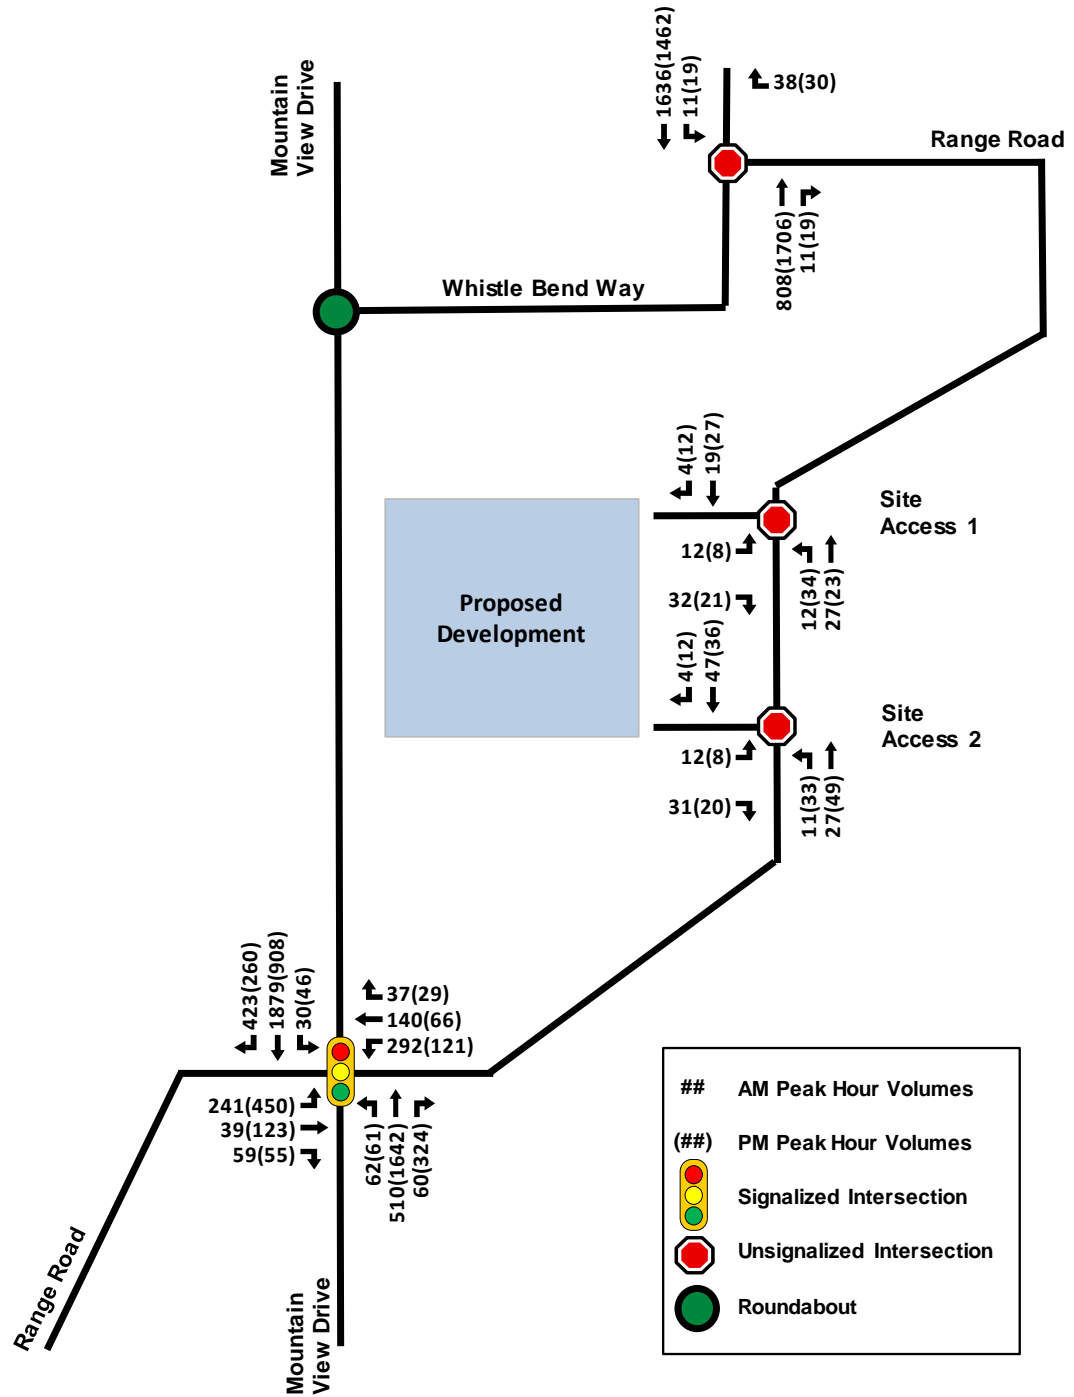 Mountain
View Drive
1636(1462)
11(19)
38(30)
Range Road
808(1706)
11(19)
Whistle Bend Way
4(12)
19(27)
Site
Access 1
12(8)
32(21)
12(34)
27(23)
Proposed
Development
4(12)
47(36)
Site
Access 2
12(8)
31(20)
11(33)
27(49)
423(260)
1879(908)
30(46)
37(29)
140(66)
292(121)
241(450)
39(123)
59(55)
62(61)
510(1642)
60(324)
Range Road
Mountain
View Drive
## AM Peak Hour Volumes
(##) PM Peak Hour Volumes
Signalized Intersection
Unsignalized Intersection
Roundabout